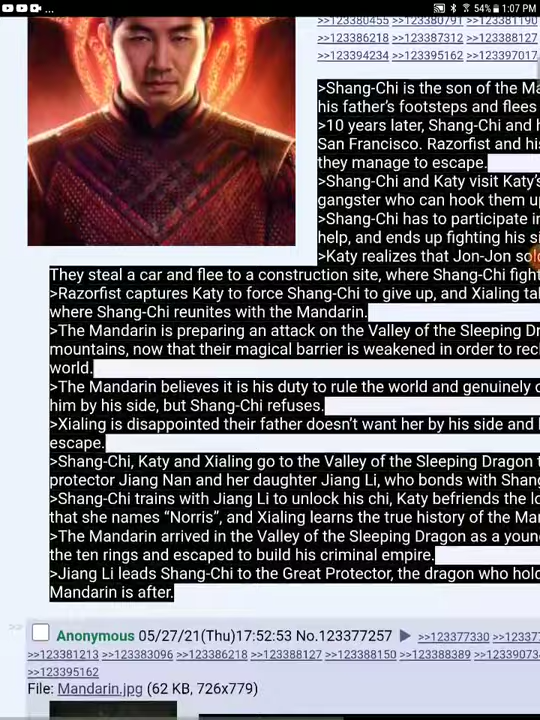 ... 54% 1:07 PM
>>123380455 >>123380791 >>123381190
>>123386218 >>123387312 >>123388127
>>123394234 >>123395162 >>123397017
>Shang-Chi is the son of the Ma
his father's footsteps and flees
>10 years later, Shang-Chi and h
San Francisco. Razorfist and his
they manage to escape.
>Shang-Chi and Katy visit Katy's
gangster who can hook them up
>Shang-Chi has to participate in
help, and ends up fighting his si
>Katy realizes that Jon-Jon sol
They steal a car and flee to a construction site, where Shang-Chi fight
>Razorfist captures Katy to force Shang-Chi to give up, and Xialing tal
where Shang-Chi reunites with the Mandarin.
>The Mandarin is preparing an attack on the Valley of the Sleeping Dr
mountains, now that their magical barrier is weakened in order to rec
world.
>The Mandarin believes it is his duty to rule the world and genuinely
him by his side, but Shang-Chi refuses.
>Xialing is disappointed their father doesn't want her by his side and
escape.
>Shang-Chi, Katy and Xialing go to the Valley of the Sleeping Dragon
protector Jiang Nan and her daughter Jiang Li, who bonds with Shang
>Shang-Chi trains with Jiang Li to unlock his chi, Katy befriends the lo
that she names "Norris", and Xialing learns the true history of the Man
>The Mandarin arrived in the Valley of the Sleeping Dragon as a youn
the ten rings and escaped to build his criminal empire.
>Jiang Li leads Shang-Chi to the Great Protector, the dragon who hold
Mandarin is after.
>> Anonymous 05/27/21(Thu)17:52:53 No.123377257 ▶ >>123377330 >>12337
>>123381213 >>123383096 >>123386218 >>123388127 >>123388150 >>123388389 >>12339073
>>123395162
File: Mandarin.jpg (62 KB, 726x779)